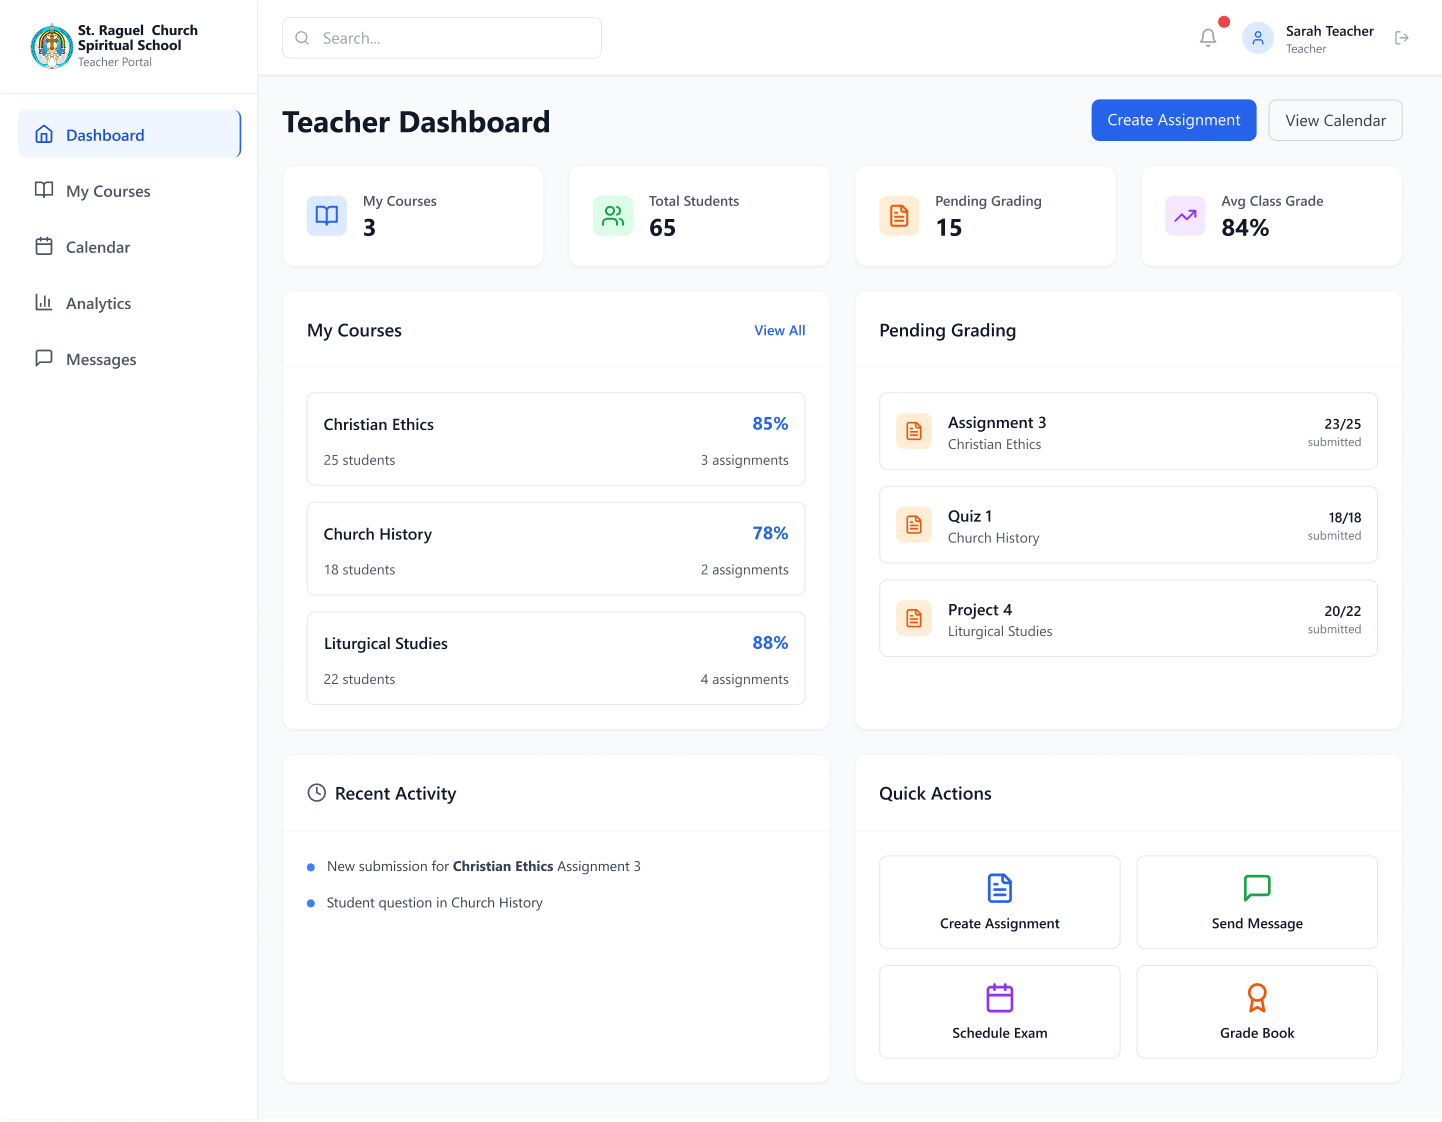 St. Raguel  Church
Spiritual School
Teacher Portal
Dashboard
My Courses
Calendar
Analytics
Messages
Search...
Sarah Teacher
Teacher
Teacher Dashboard
Create Assignment
View Calendar
My Courses
3
Total Students
65
Pending Grading
15
Avg Class Grade
84%
My Courses
View All
Christian Ethics
85%
25 students
3 assignments
Church History
78%
18 students
2 assignments
Liturgical Studies
88%
22 students
4 assignments
Pending Grading
Assignment 3
Christian Ethics
23/25
submitted
Quiz 1
Church History
18/18
submitted
Project 4
Liturgical Studies
20/22
submitted
Recent Activity
New submission for Christian Ethics Assignment 3
Student question in Church History
Quick Actions
Create Assignment
Send Message
Schedule Exam
Grade Book